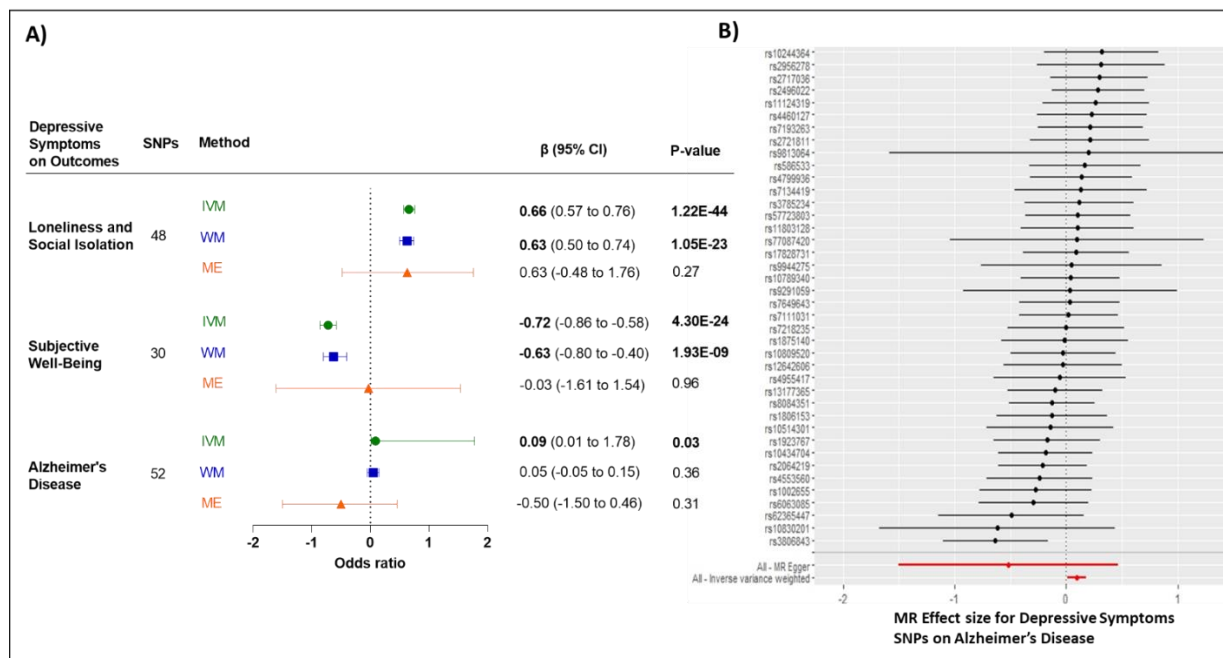 A)
Depressive
Symptoms
on Outcomes
SNPs
Method
β (95% CI)
P-value
Loneliness and
Social Isolation
48
IVM
0.66 (0.57 to 0.76)
1.22E-44
WM
0.63 (0.50 to 0.74)
1.05E-23
ME
0.63 (-0.48 to 1.76)
0.27
Subjective
Well-Being
30
IVM
-0.72 (-0.86 to -0.58)
4.30E-24
WM
-0.63 (-0.80 to -0.40)
1.93E-09
ME
-0.03 (-1.61 to 1.54)
0.96
Alzheimer's
Disease
52
IVM
0.09 (0.01 to 1.78)
0.03
WM
0.05 (-0.05 to 0.15)
0.36
ME
-0.50 (-1.50 to 0.46)
0.31
-2 -1 0 1 2
Odds ratio
B)
rs10244364
rs2956278
rs2717036
rs2496022
rs11124319
rs4460127
rs7193263
rs2721811
rs9813064
rs586533
rs4799936
rs7134419
rs3785234
rs57723803
rs11803128
rs77087420
rs17828731
rs9944275
rs10789340
rs9291059
rs7649643
rs7111031
rs7218235
rs1875140
rs10809520
rs12642606
rs4955417
rs13177365
rs8084351
rs1806153
rs10514301
rs1923767
rs10434704
rs2064219
rs4553560
rs1002655
rs6063085
rs62365447
rs10830201
rs3806843
All - MR Egger
All - Inverse variance weighted
-2 -1 0 1
MR Effect size for Depressive Symptoms
SNPs on Alzheimer's Disease